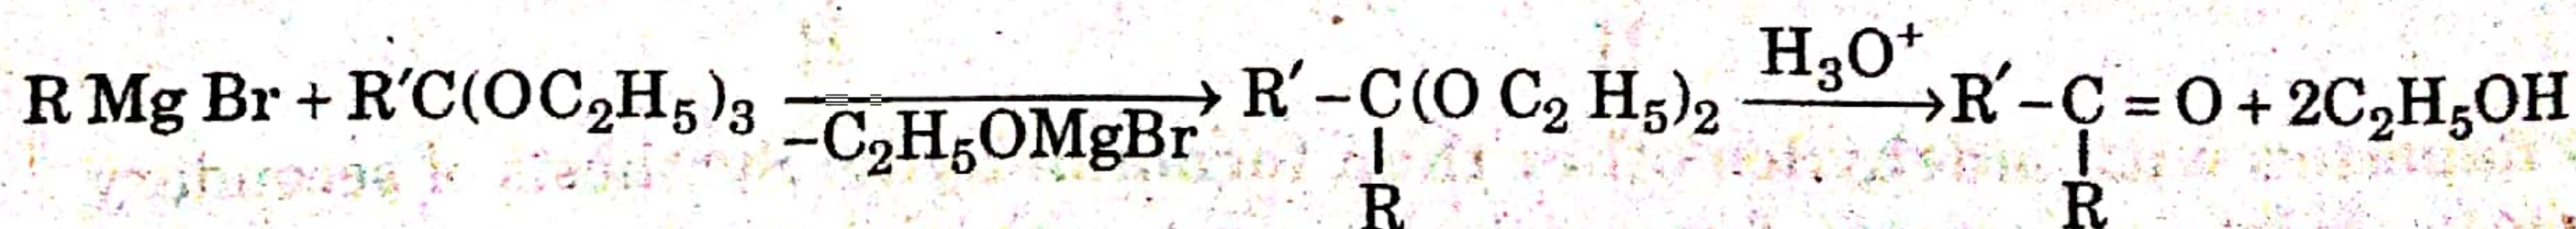 R Mg Br + R′C(OC₂H₅)₃ R′–C(O C₂ H₅)₂ H₃O⁺ R′–C = O + 2C₂H₅OH
–C₂H₅OMgBr
| |
R R